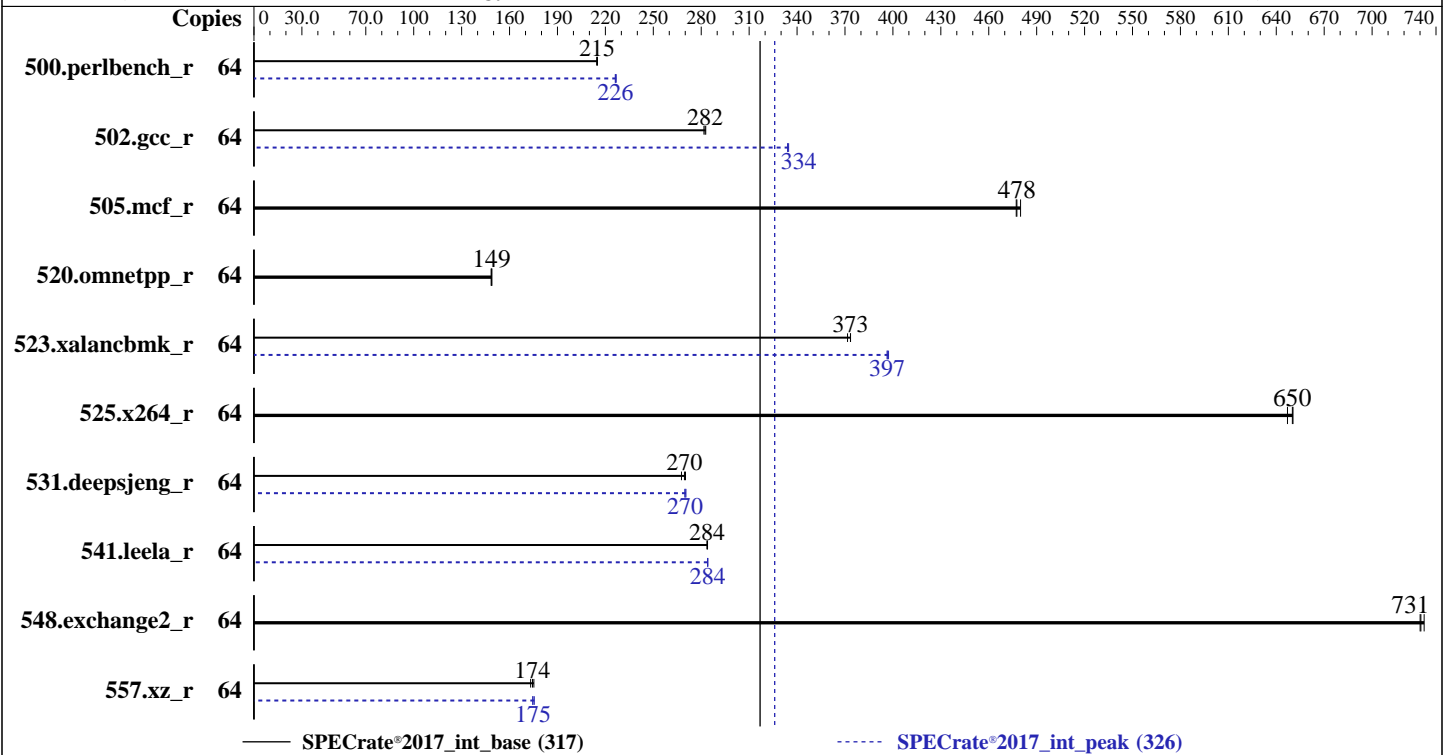 Copies 0 30.0 70.0 100 130 160 190 220 250 280 310 340 370 400 430 460 490 520 550 580 610 640 670 700 740
500.perlbench_r 64 215
226
502.gcc_r 64 282
334
505.mcf_r 64 478
520.omnetpp_r 64 149
523.xalancbmk_r 64 373
397
525.x264_r 64 650
531.deepsjeng_r 64 270
270
541.leela_r 64 284
284
548.exchange2_r 64 731
557.xz_r 64 174
175
SPECrate®2017_int_base (317) SPECrate®2017_int_peak (326)